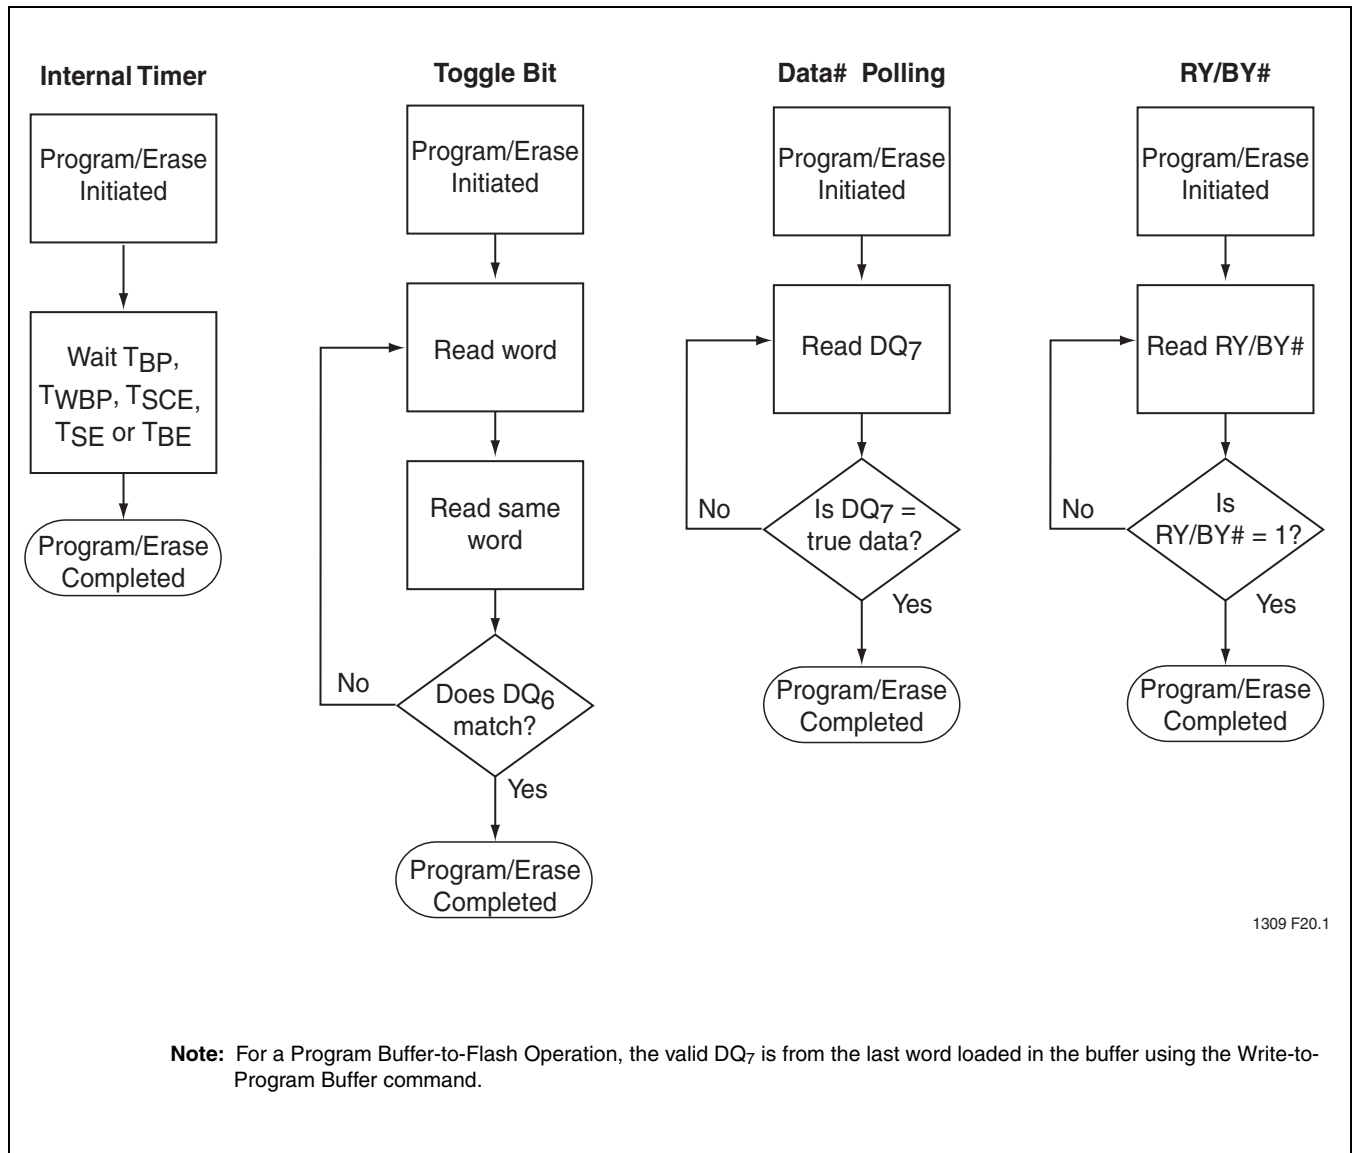 Internal Timer
Program/Erase
Initiated
Wait TBP,
TWBP, TSCE,
TSE or TBE
Program/Erase
Completed
Toggle Bit
Program/Erase
Initiated
Read word
Read same
word
Does DQ6
match?
No
Yes
Program/Erase
Completed
Data# Polling
Program/Erase
Initiated
Read DQ7
Is DQ7 =
true data?
No
Yes
Program/Erase
Completed
RY/BY#
Program/Erase
Initiated
Read RY/BY#
Is
RY/BY# = 1?
No
Yes
Program/Erase
Completed
1309 F20.1
Note: For a Program Buffer-to-Flash Operation, the valid DQ7 is from the last word loaded in the buffer using the Write-to-
Program Buffer command.